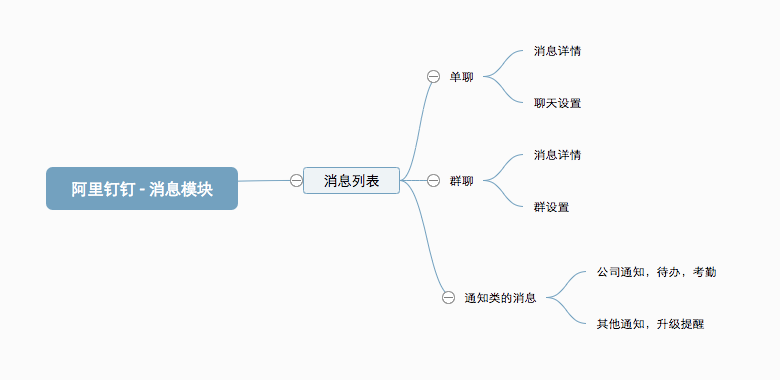 阿里钉钉 - 消息模块
消息列表
单聊
消息详情
聊天设置
群聊
消息详情
群设置
通知类的消息
公司通知，待办，考勤
其他通知，升级提醒